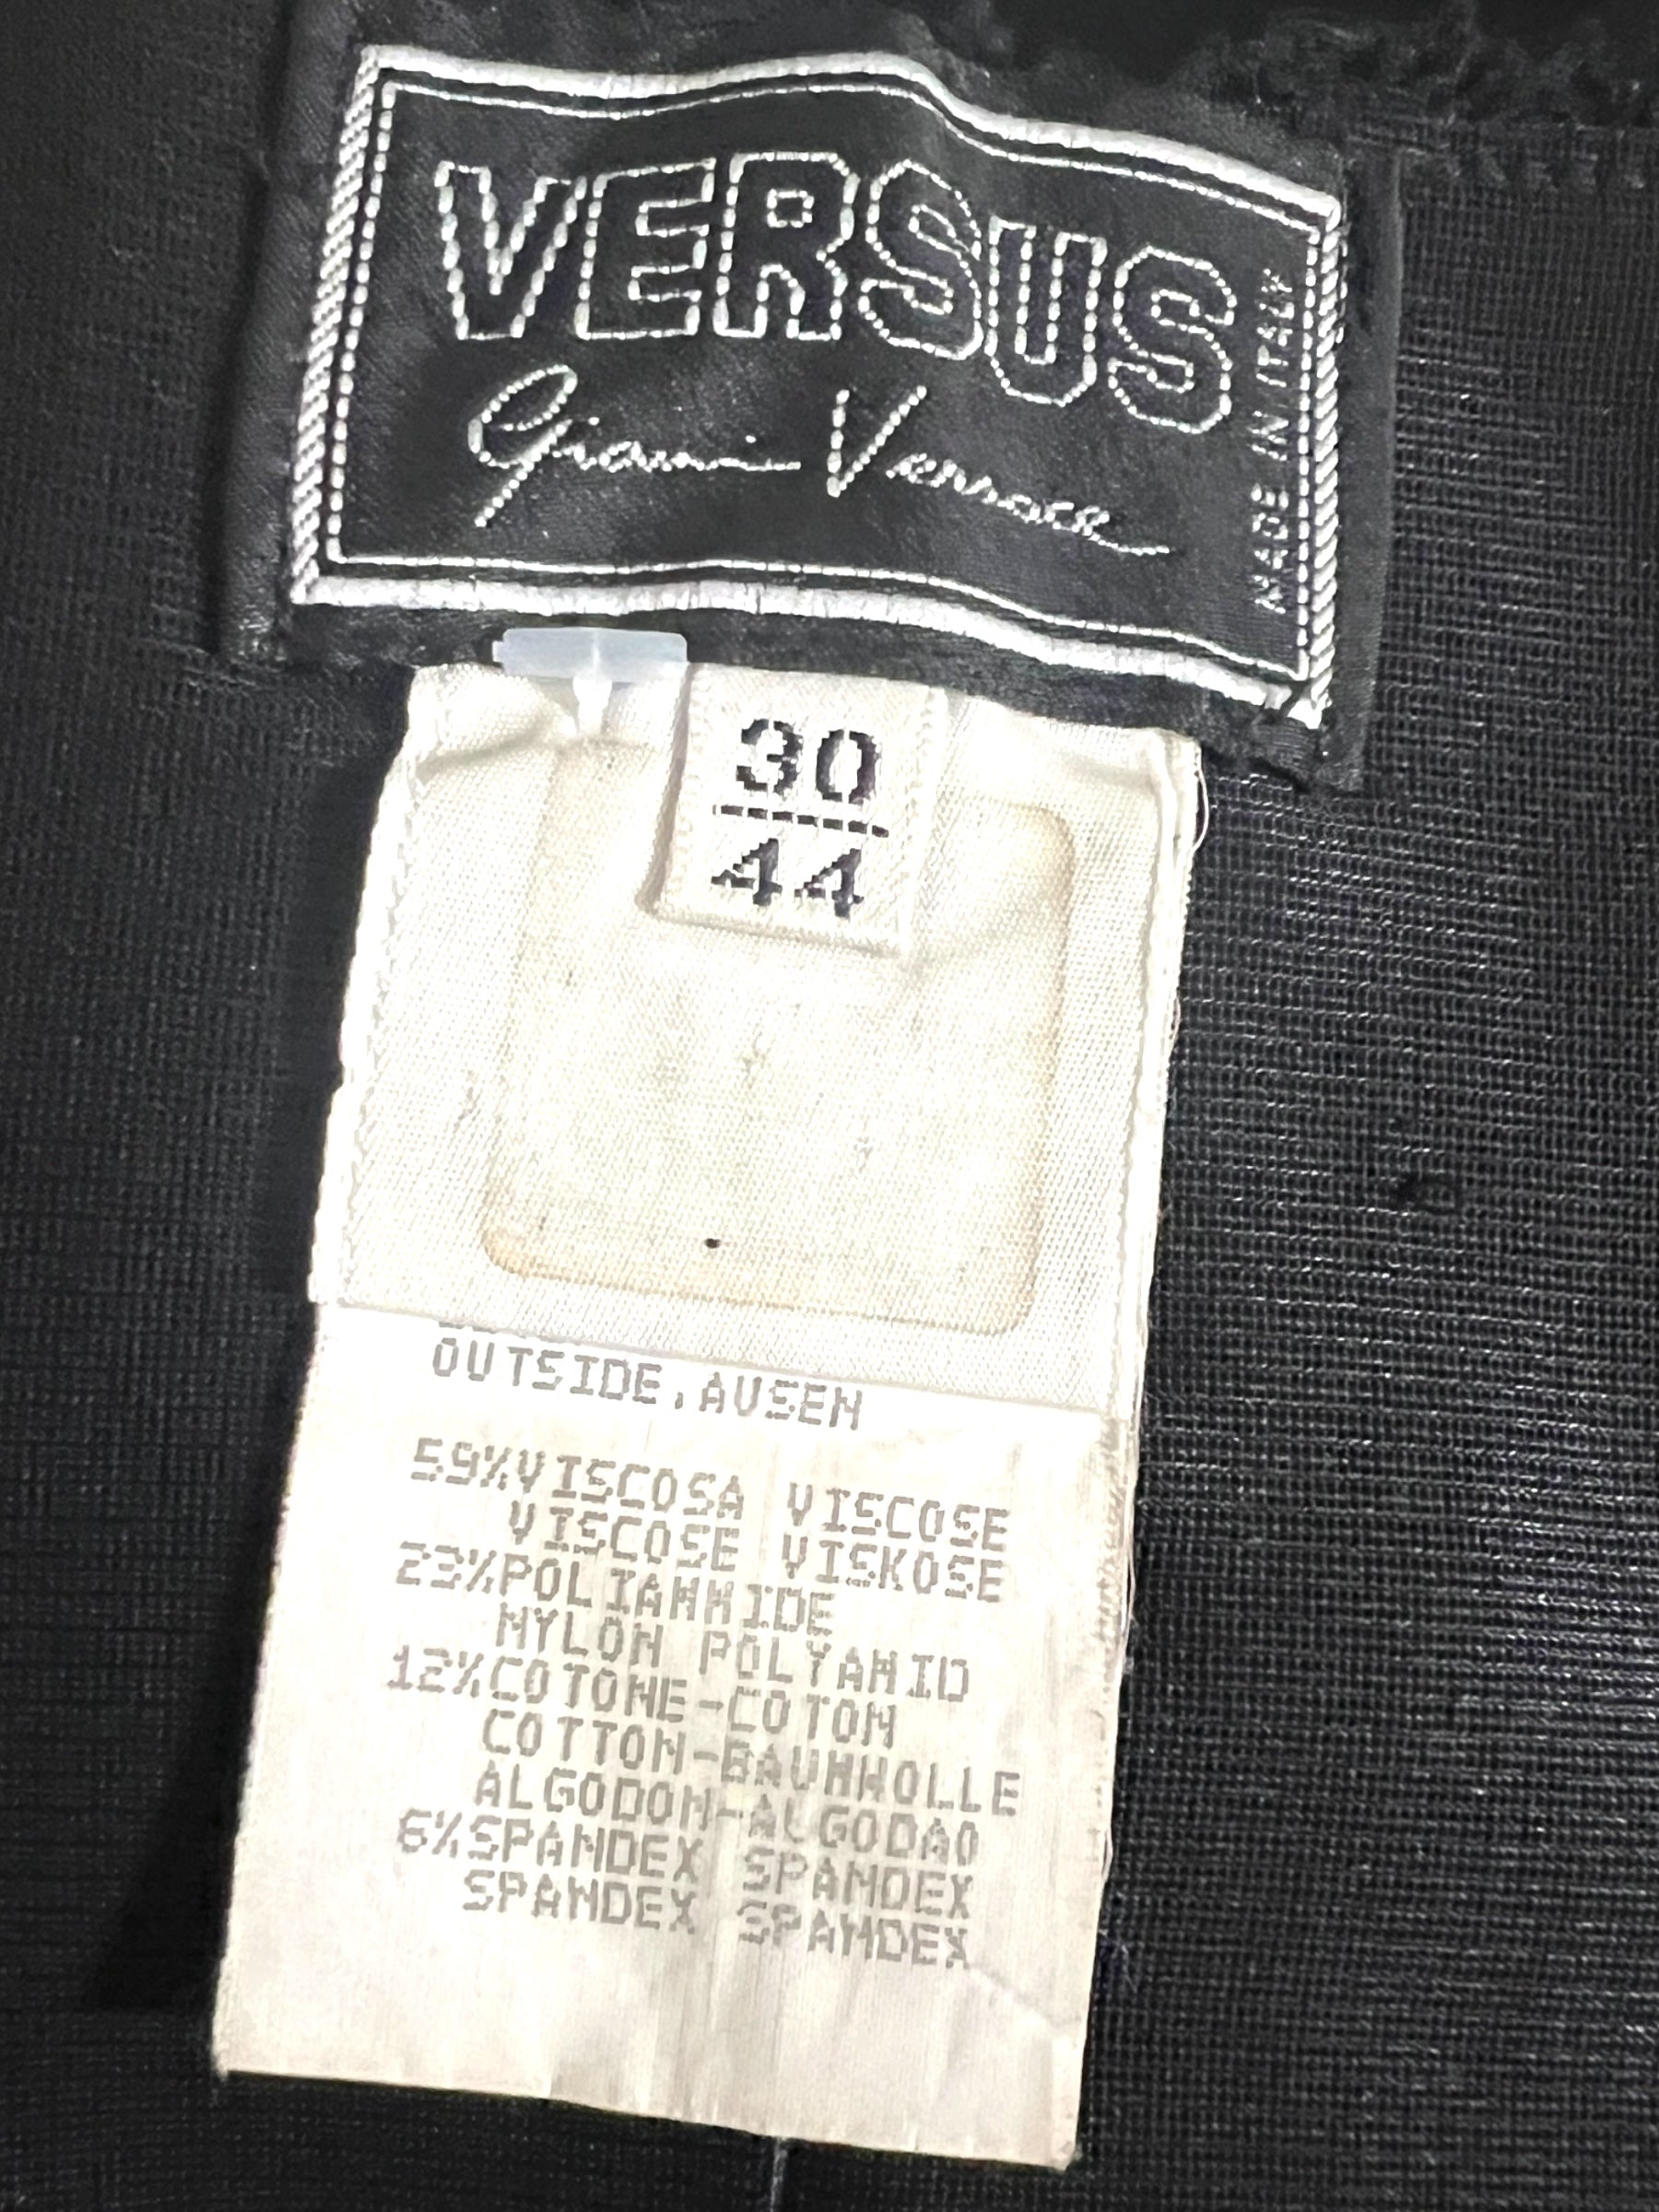 VERSUS
Gianni Versace
MADE IN ITALY
30
44
OUTSIDE,AUSEN
59%VISCOSA VISCOSE
VISCOSE VISKOSE
23%POLIAMMIDE
NYLON POLYAMID
12%COTONE-COTON
COTTON-BAUMWOLLE
ALGODON-ALGODAO
6%SPANDEX SPANDEX
SPANDEX SPANDEX